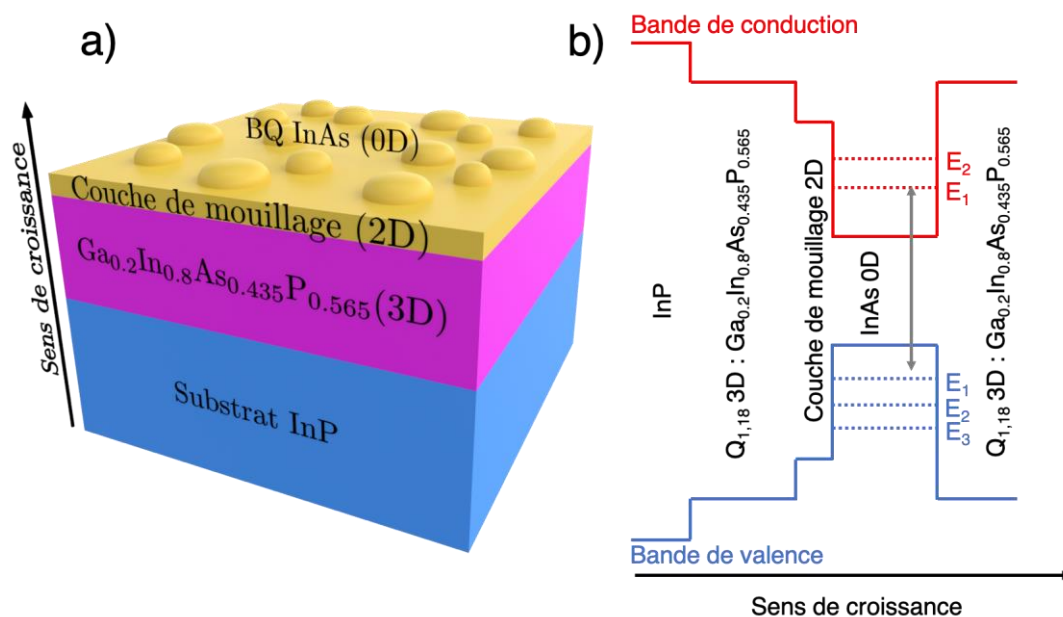 a)
Sens de croissance
BQ InAs (0D)
Couche de mouillage (2D)
Ga0.2In0.8As0.435P0.565(3D)
Substrat InP
b)
Bande de conduction
InP
Q1,18 3D : Ga0.2In0.8As0.435P0.565
Couche de mouillage 2D
InAs 0D
E2
E1
E1
E2
E3
Q1,18 3D : Ga0.2In0.8As0.435P0.565
Bande de valence
Sens de croissance